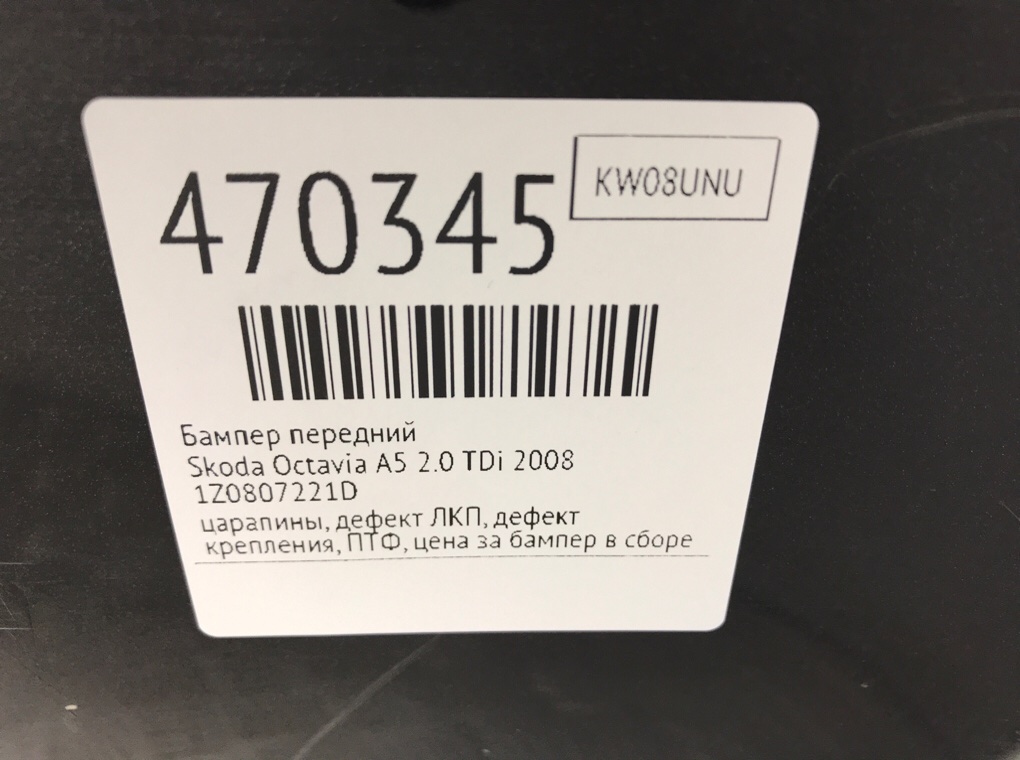 470345
KW08UNU
Бампер передний
Skoda Octavia A5 2.0 TDi 2008
1Z0807221D
царапины, дефект ЛКП, дефект
крепления, ПТФ, цена за бампер в сборе